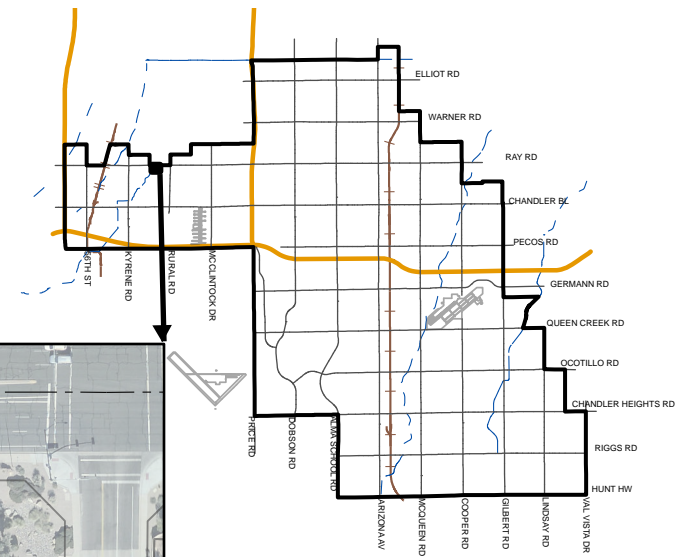 ELLIOT RD
WARNER RD
RAY RD
CHANDLER BL
PECOS RD
GERMANN RD
QUEEN CREEK RD
OCOTILLO RD
CHANDLER HEIGHTS RD
RIGGS RD
HUNT HW
56TH ST
KYRENE RD
RURAL RD
MCCLINTOCK DR
PRICE RD
DOBSON RD
ALMA SCHOOL RD
ARIZONA AV
MCQUEEN RD
COOPER RD
GILBERT RD
LINDSAY RD
VAL VISTA DR